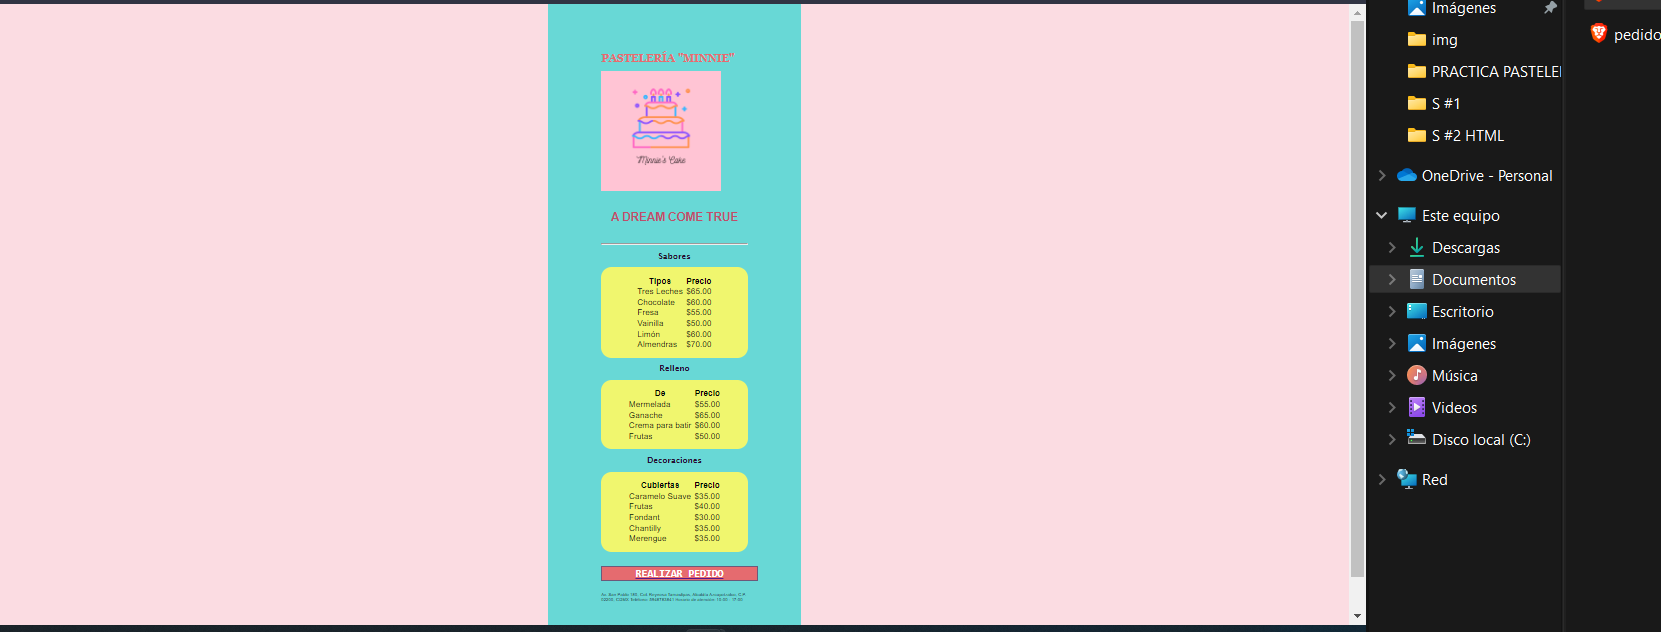 PASTELERÍA "MINNIE"
Minnie's Cake
A DREAM COME TRUE
Sabores
Tipos Precio
Tres Leches $65.00
Chocolate $60.00
Fresa $55.00
Vainilla $50.00
Limón $60.00
Almendras $70.00
Relleno
De Precio
Mermelada $55.00
Ganache $65.00
Crema para batir $60.00
Frutas $50.00
Decoraciones
Cubiertas Precio
Caramelo Suave $35.00
Frutas $40.00
Fondant $30.00
Chantilly $35.00
Merengue $35.00
REALIZAR PEDIDO
Imágenes
img
PRACTICA PASTELE
S #1
S #2 HTML
OneDrive - Personal
Este equipo
Descargas
Documentos
Escritorio
Imágenes
Música
Videos
Disco local (C:)
Red
pedido